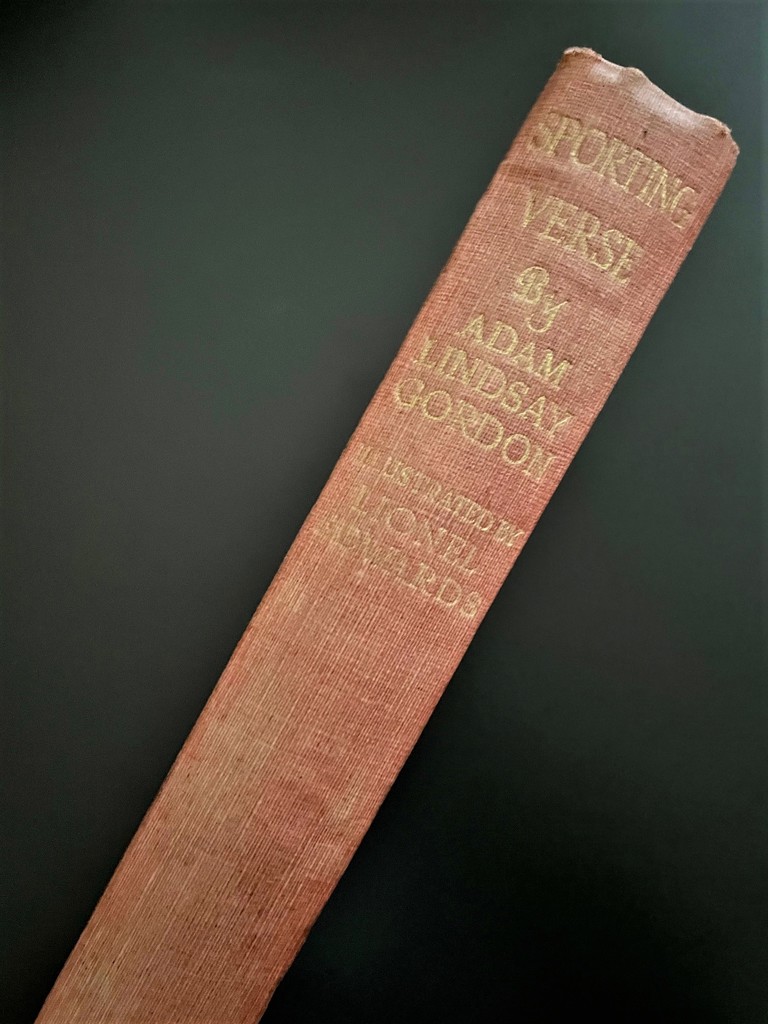 SPORTING
VERSE
By
ADAM
LINDSAY
GORDON
ILLUSTRATED BY
LIONEL
EDWARDS